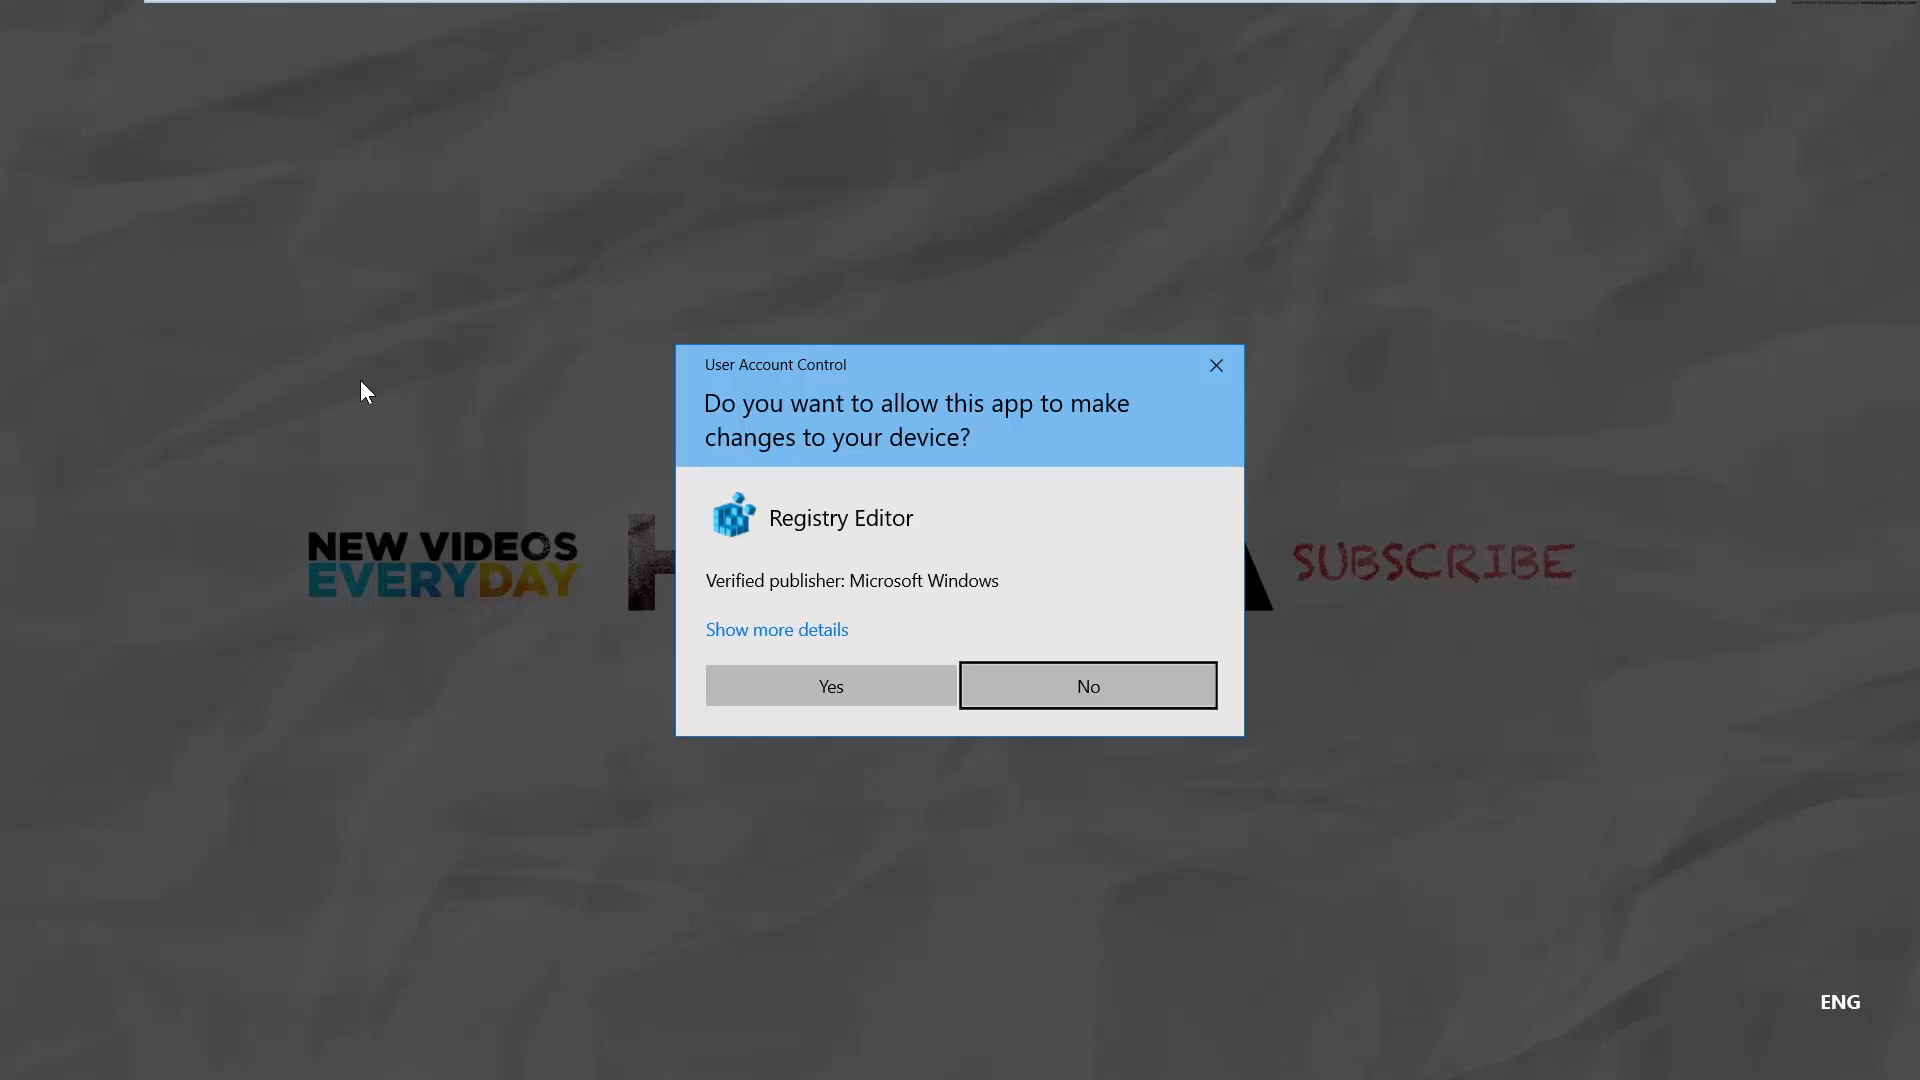 User Account Control
Do you want to allow this app to make
changes to your device?
Registry Editor
NEW VIDEOS
EVERYDAY
SUBSCRIBE
Verified publisher: Microsoft Windows
Show more details
Yes
No
ENG